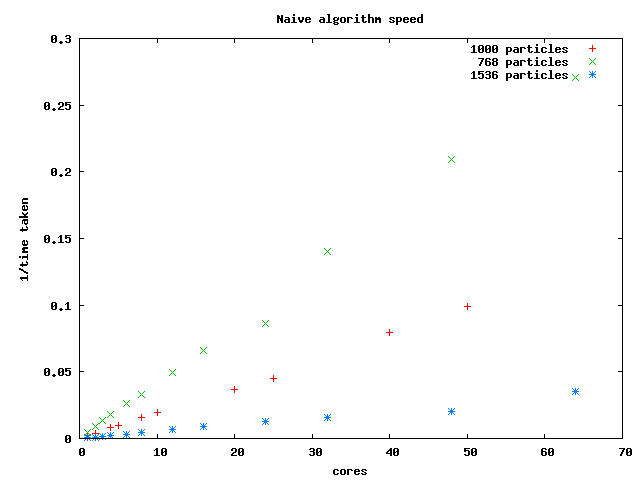 Naive algorithm speed
1000 particles
768 particles
1536 particles
0.3
0.25
0.2
0.15
0.1
0.05
0
1/time taken
0 10 20 30 40 50 60 70
cores